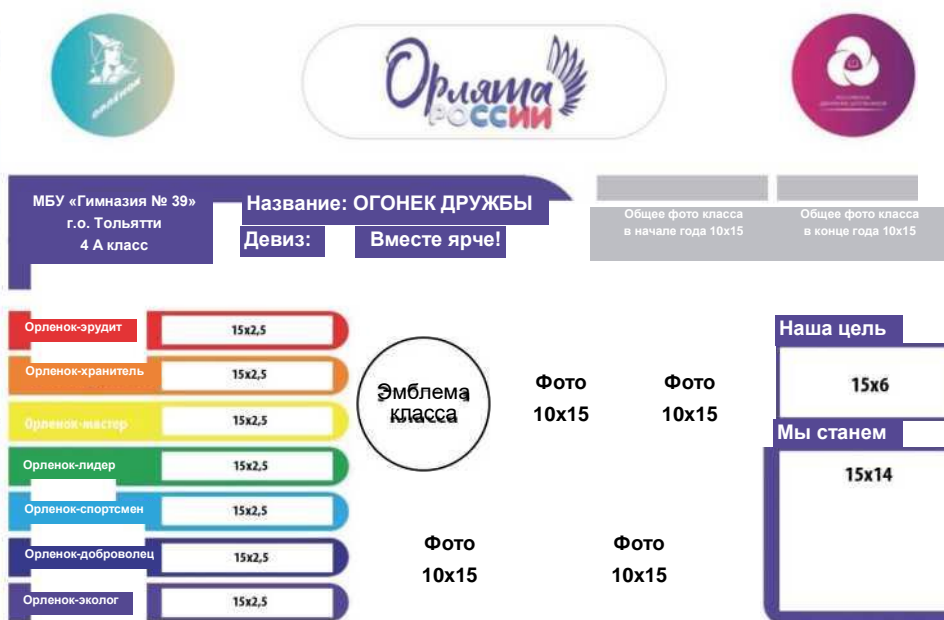 ОРЛЁНОК
Орлята
РОССИИ
МБУ «Гимназия № 39»
г.о. Тольятти
4 А класс
Название: ОГОНЕК ДРУЖБЫ
Девиз: Вместе ярче!
Общее фото класса
в начале года 10х15
Общее фото класса
в конце года 10х15
Орленок-эрудит 15х2,5
Орленок-хранитель 15х2,5
Орленок-мастер 15х2,5
Орленок-лидер 15х2,5
Орленок-спортсмен 15х2,5
Орленок-доброволец 15х2,5
Орленок-эколог 15х2,5
Эмблема
класса
Фото
10х15
Фото
10х15
Фото
10х15
Фото
10х15
Наша цель
15х6
Мы станем
15х14